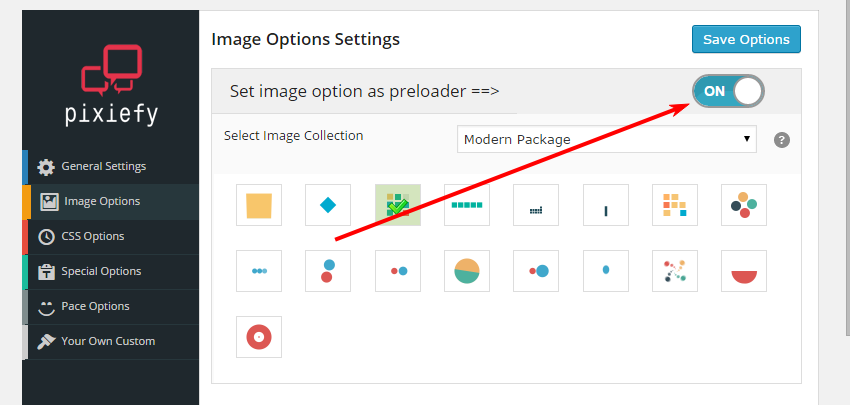 Image Options Settings
Save Options
pixiefy
Set image option as preloader ==>
ON
Select Image Collection
Modern Package
?
General Settings
Image Options
CSS Options
Special Options
Pace Options
Your Own Custom